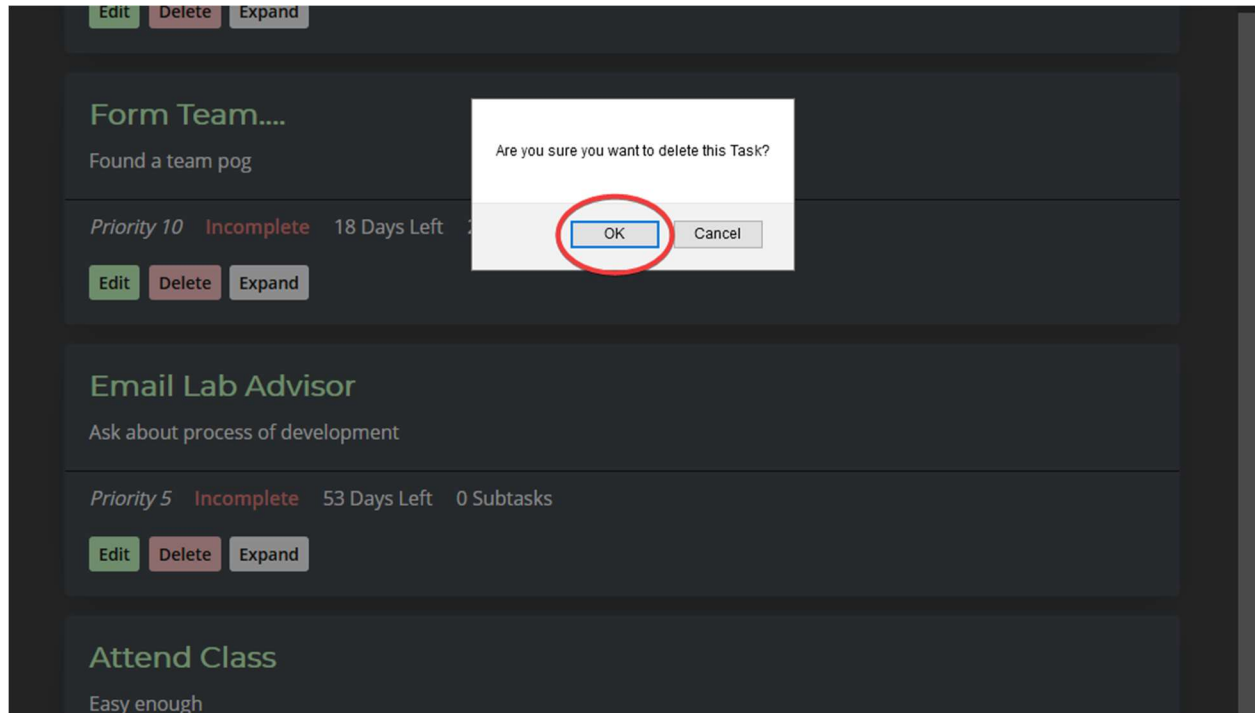 Edit Delete Expand
Form Team....
Found a team pog
Are you sure you want to delete this Task?
Priority 10 Incomplete 18 Days Left
OK Cancel
Edit Delete Expand
Email Lab Advisor
Ask about process of development
Priority 5 Incomplete 53 Days Left 0 Subtasks
Edit Delete Expand
Attend Class
Easy enough